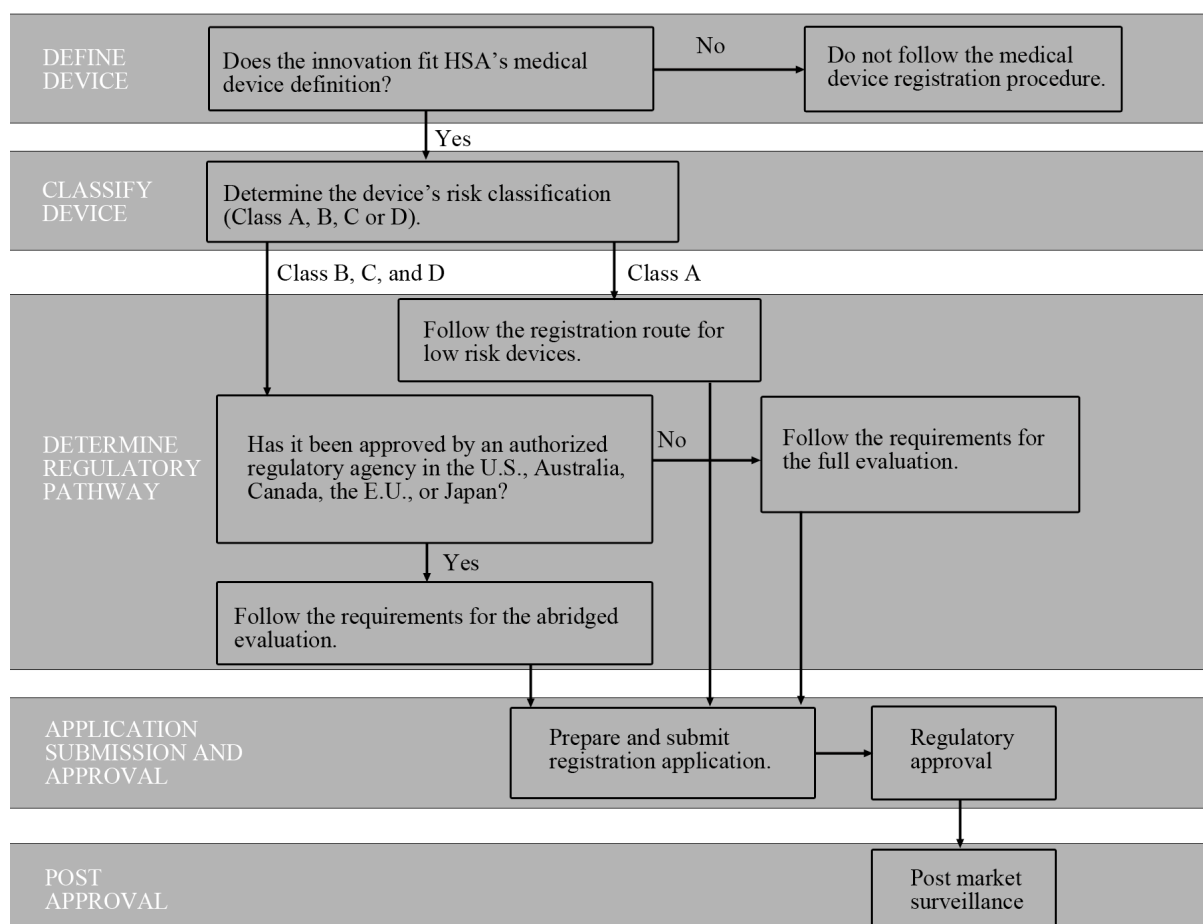 DEFINE
DEVICE
Does the innovation fit HSA's medical
device definition?
No
Do not follow the medical
device registration procedure.
Yes
CLASSIFY
DEVICE
Determine the device's risk classification
(Class A, B, C or D).
Class B, C, and D
Class A
Follow the registration route for
low risk devices.
DETERMINE
REGULATORY
PATHWAY
Has it been approved by an authorized
regulatory agency in the U.S., Australia,
Canada, the E.U., or Japan?
No
Follow the requirements for
the full evaluation.
Yes
Follow the requirements for the abridged
evaluation.
APPLICATION
SUBMISSION AND
APPROVAL
Prepare and submit
registration application.
Regulatory
approval
POST
APPROVAL
Post market
surveillance